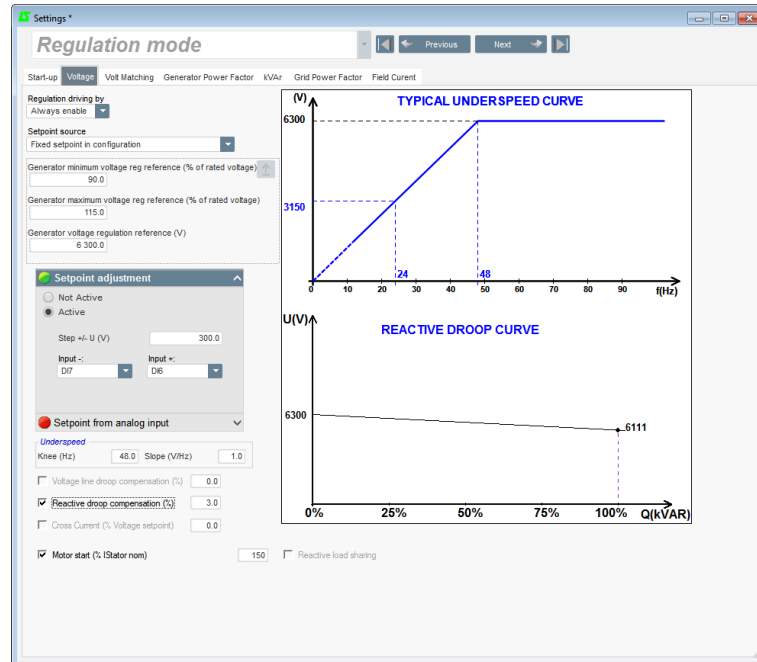 Settings *
Regulation mode
Previous
Next
Start-up Voltage Volt Matching Generator Power Factor kVAr Grid Power Factor Field Curent
Regulation driving by
Always enable
Setpoint source
Fixed setpoint in configuration
Generator minimum voltage reg reference (% of rated voltage)
90.0
Generator maximum voltage reg reference (% of rated voltage)
115.0
Generator voltage regulation reference (V)
6 300.0
Setpoint adjustment
Not Active
Active
Step +/- U (V) 300.0
Input -: Input +:
DI7 DI6
Setpoint from analog input
Underspeed
Knee (Hz) 48.0 Slope (V/Hz) 1.0
Voltage line droop compensation (%) 0.0
Reactive droop compensation (%) 3.0
Cross Current (% Voltage setpoint) 0.0
Motor start (% IStator nom) 150 Reactive load sharing
(V) TYPICAL UNDERSPEED CURVE
6300
3150
24 48
0 10 20 30 40 50 60 70 80 90 f(Hz)
U(V) REACTIVE DROOP CURVE
6300
6111
0% 25% 50% 75% 100% Q(kVAR)